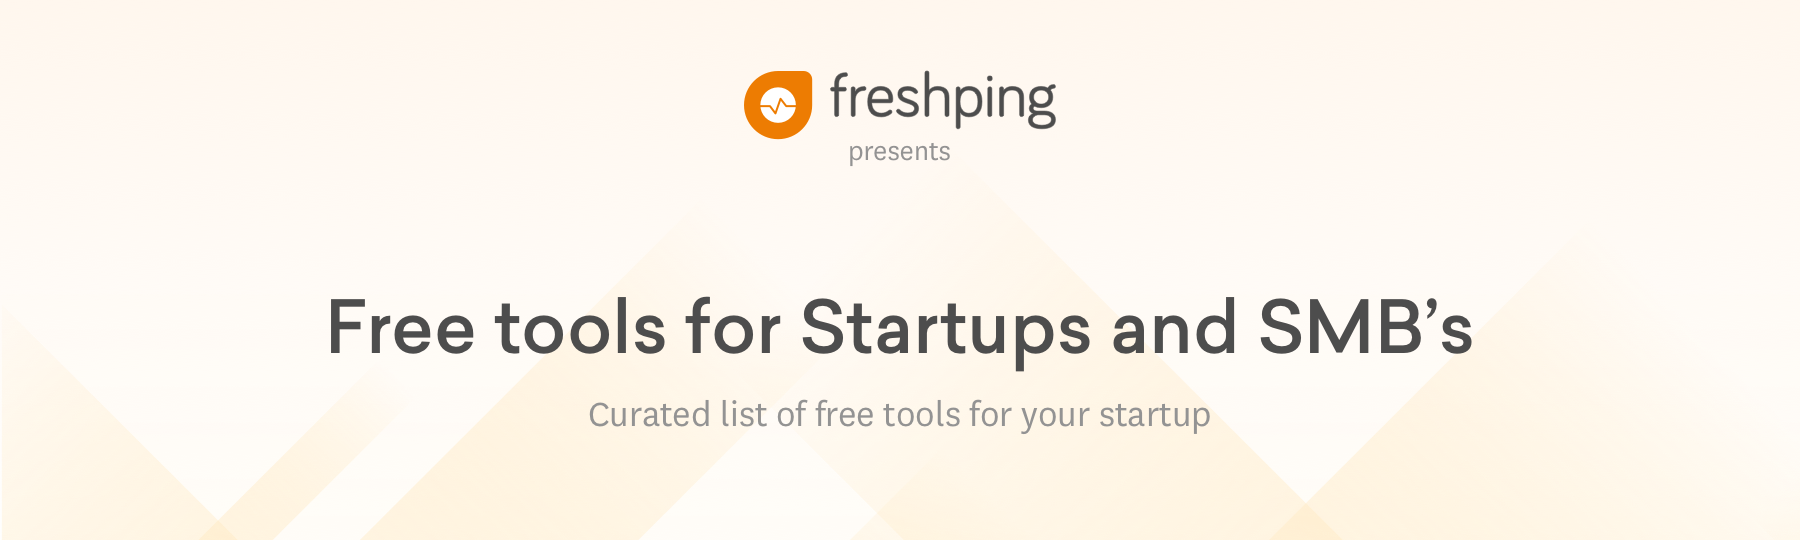 freshping
presents
Free tools for Startups and SMB’s
Curated list of free tools for your startup